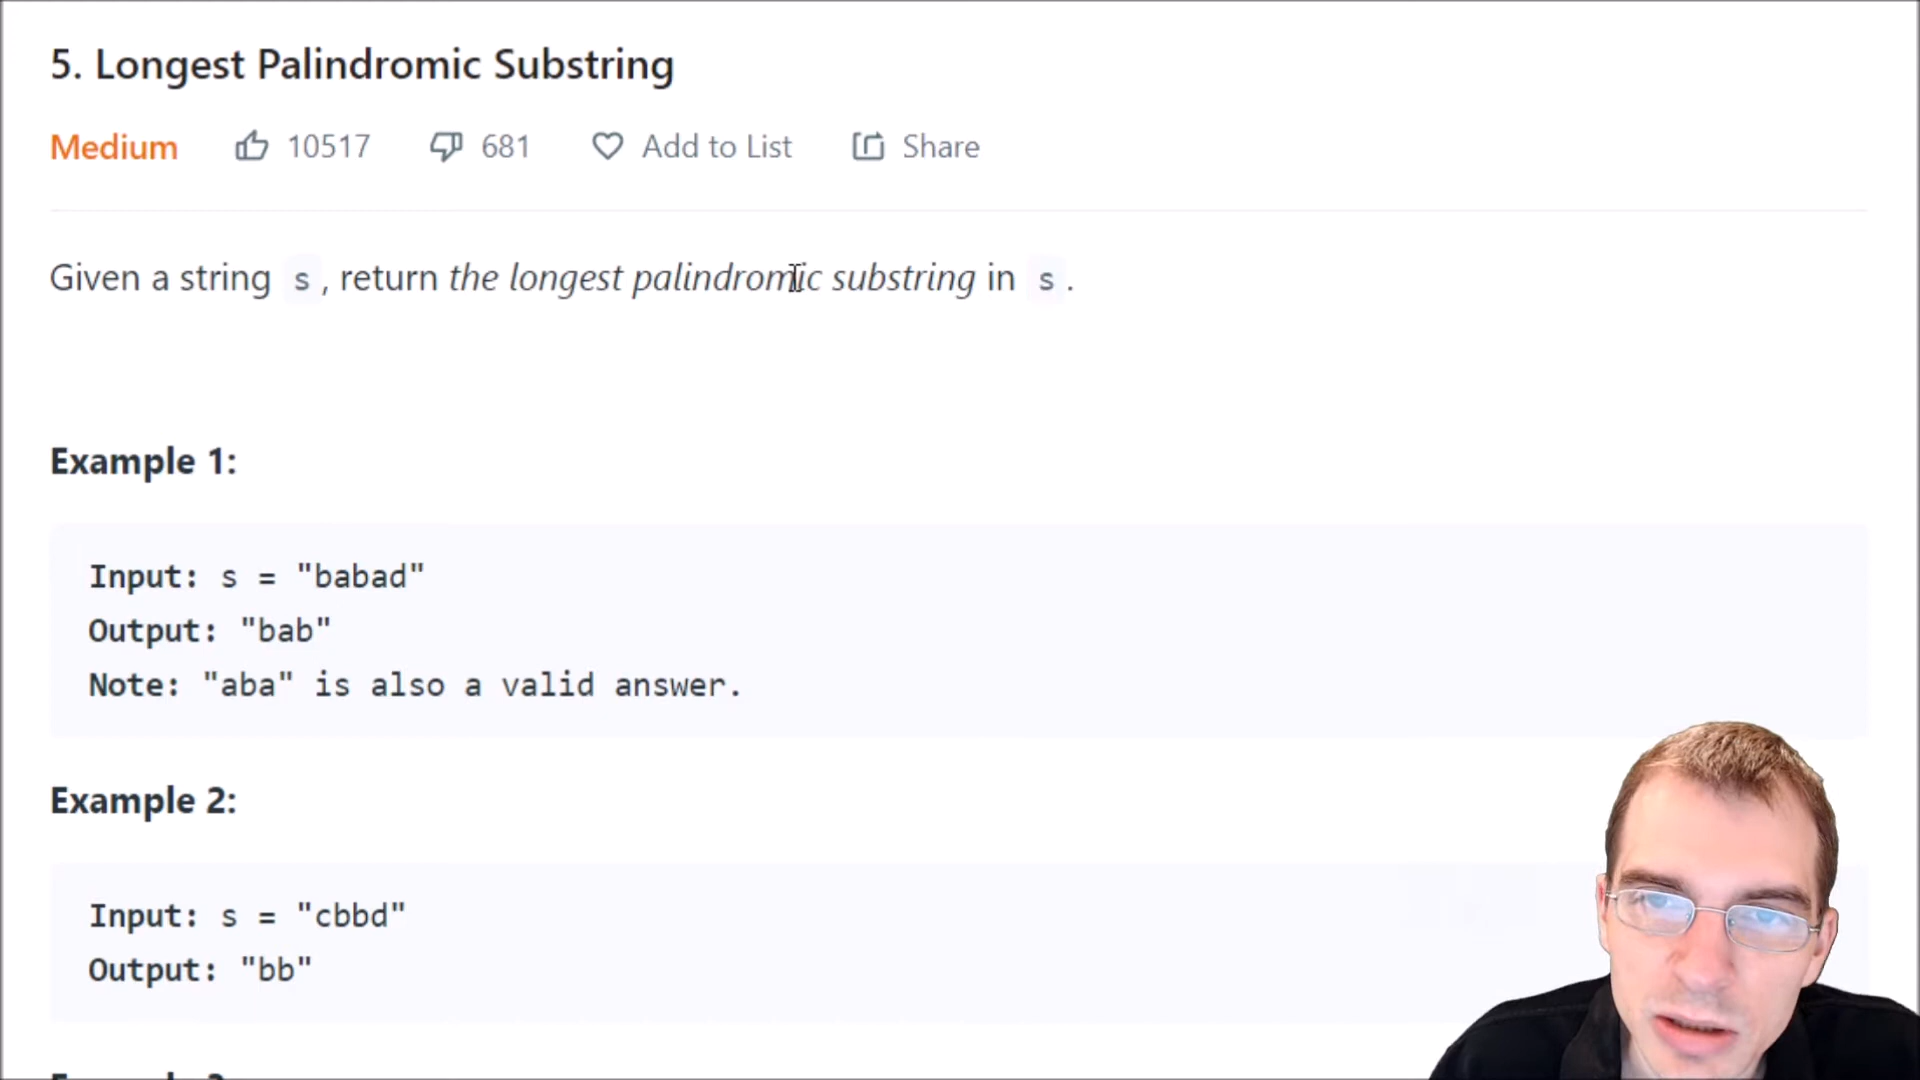 5. Longest Palindromic Substring
Medium 10517 681 Add to List Share
Given a string s, return the longest palindromic substring in s.
Example 1:
Input: s = "babad"
Output: "bab"
Note: "aba" is also a valid answer.
Example 2:
Input: s = "cbbd"
Output: "bb"